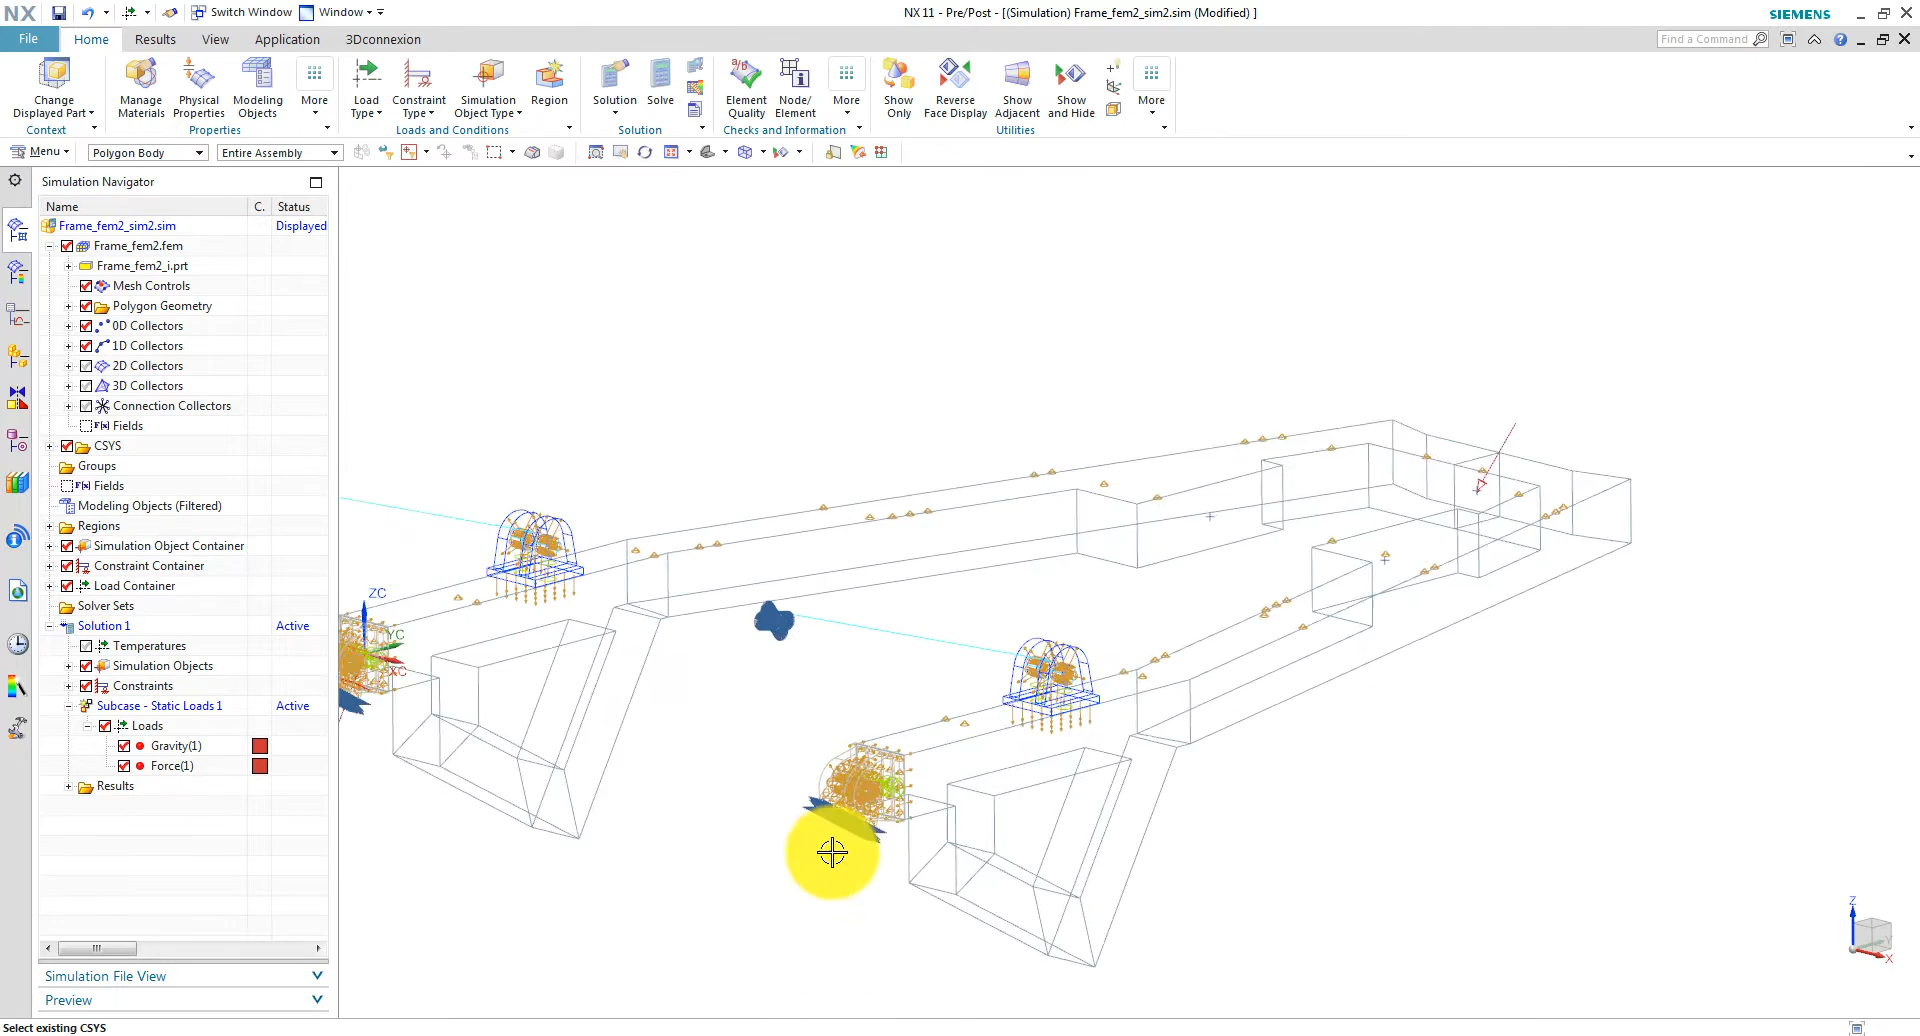 NX
Switch Window
Window
NX 11 - Pre/Post - [(Simulation) Frame_fem2_sim2.sim (Modified) ]
SIEMENS
File
Home
Results
View
Application
3Dconnexion
Find a Command
Change Displayed Part
Manage Materials
Physical Properties
Modeling Objects
More
Load Type
Constraint Type
Simulation Object Type
Region
Solution
Solve
Element Quality
Node/ Element
More
Show Only
Reverse Face Display
Show Adjacent
Show and Hide
More
Context
Properties
Loads and Conditions
Solution
Checks and Information
Utilities
Menu
Polygon Body
Entire Assembly
Simulation Navigator
Name
C.
Status
Frame_fem2_sim2.sim
Displayed
Frame_fem2.fem
Frame_fem2_i.prt
Mesh Controls
Polygon Geometry
0D Collectors
1D Collectors
2D Collectors
3D Collectors
Connection Collectors
Fields
CSYS
Groups
Fields
Modeling Objects (Filtered)
Regions
Simulation Object Container
Constraint Container
Load Container
Solver Sets
Solution 1
Active
Temperatures
Simulation Objects
Constraints
Subcase - Static Loads 1
Active
Loads
Gravity(1)
Force(1)
Results
Simulation File View
Preview
ZC
YC
XC
Z
Y
X
Select existing CSYS